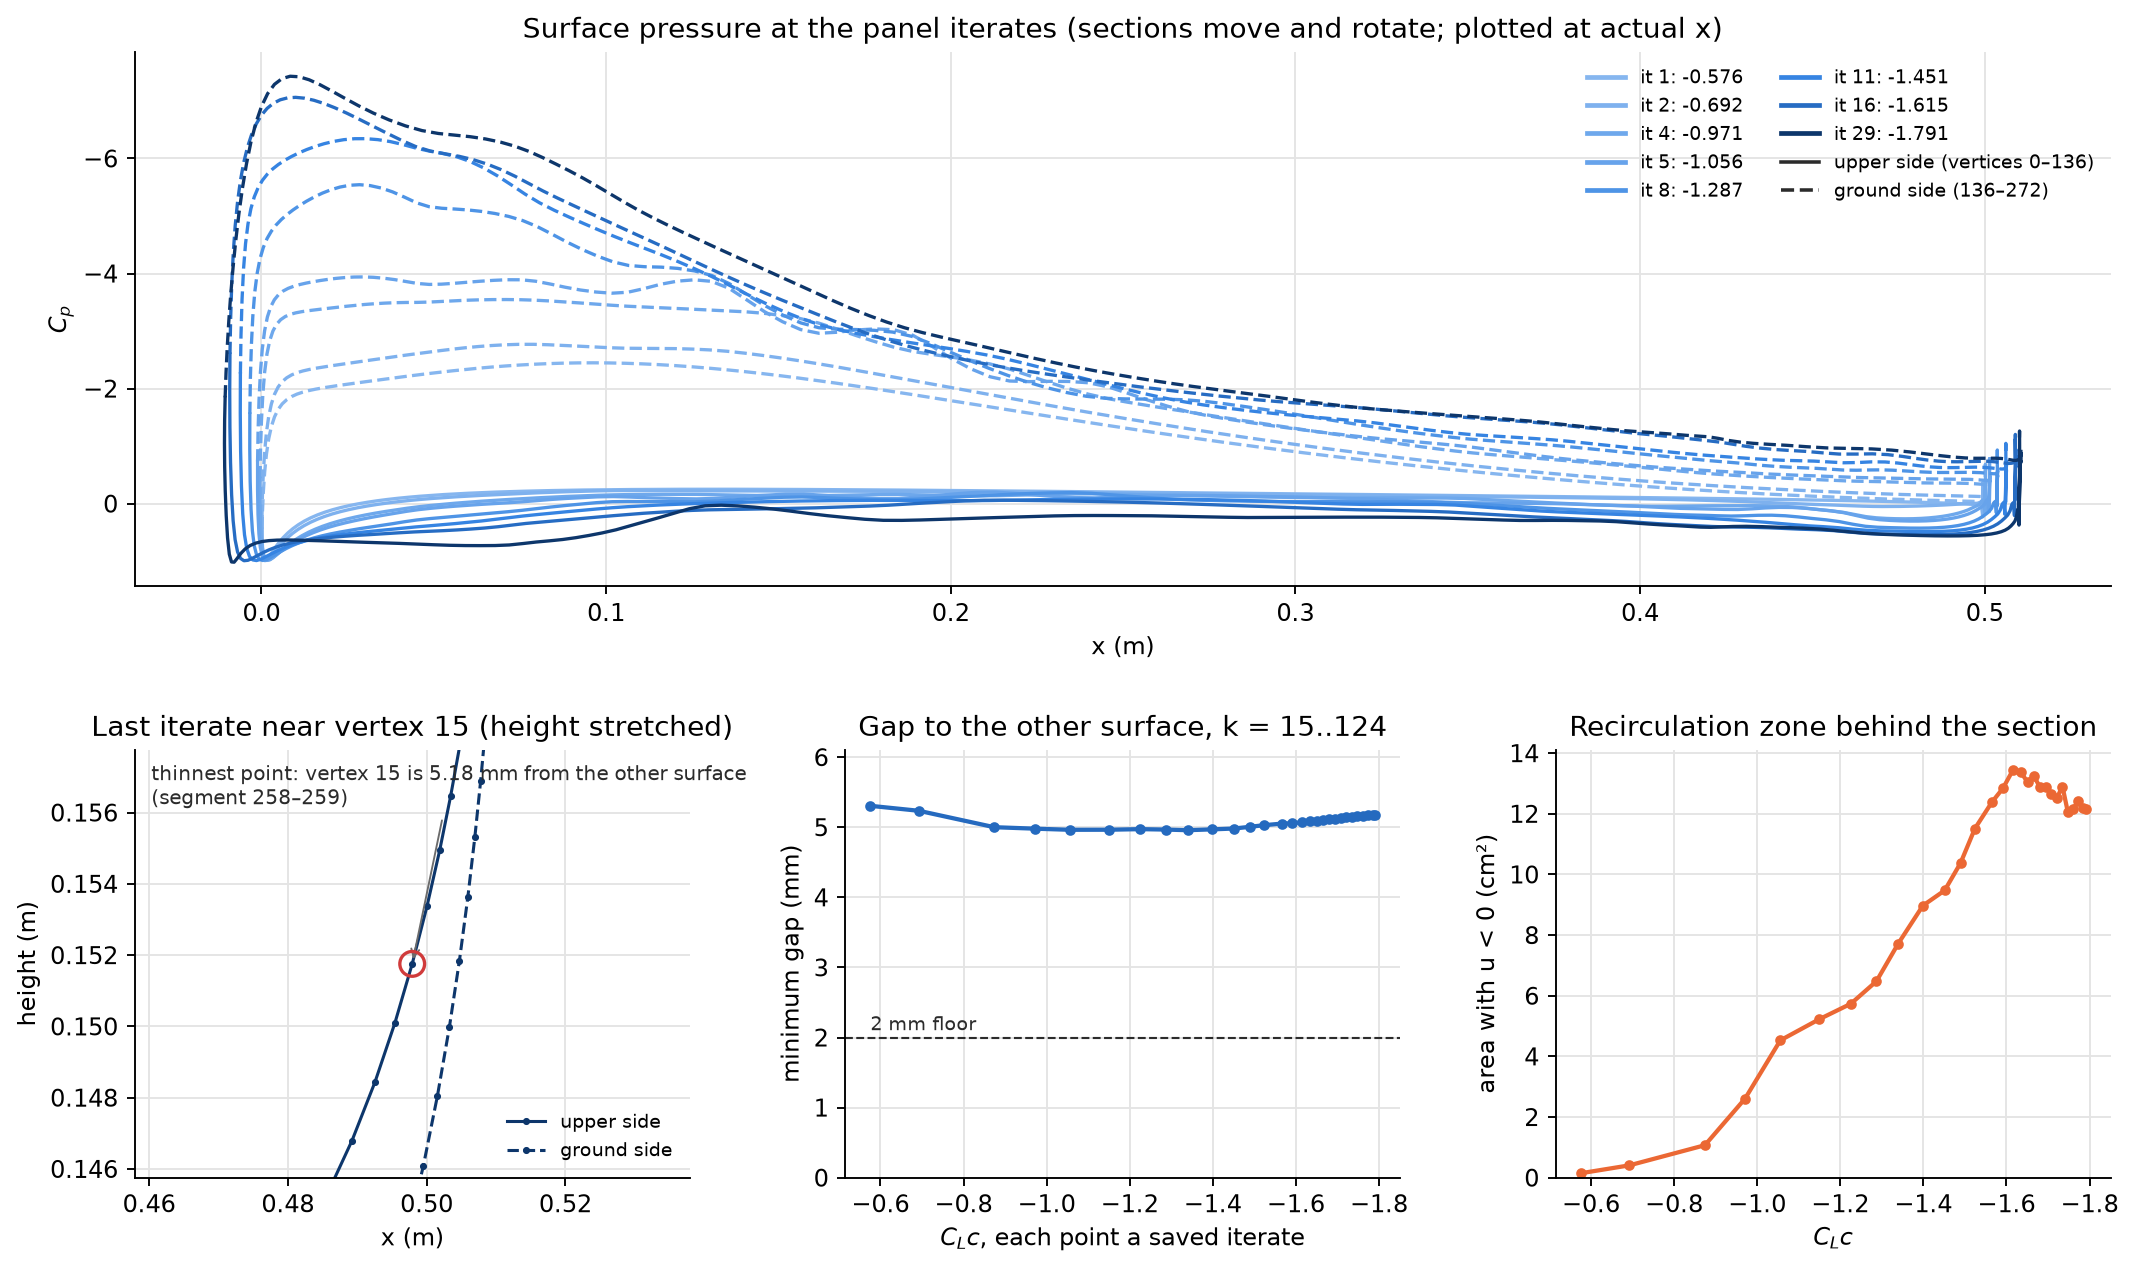 Surface pressure at the panel iterates (sections move and rotate; plotted at actual x)
it 1: -0.576
it 2: -0.692
it 4: -0.971
it 5: -1.056
it 8: -1.287
it 11: -1.451
it 16: -1.615
it 29: -1.791
upper side (vertices 0–136)
ground side (136–272)
Cp
−6
−4
−2
0
0.0 0.1 0.2 0.3 0.4 0.5
x (m)
Last iterate near vertex 15 (height stretched)
thinnest point: vertex 15 is 5.18 mm from the other surface
(segment 258–259)
height (m)
0.156
0.154
0.152
0.150
0.148
0.146
upper side
ground side
0.46 0.48 0.50 0.52
x (m)
Gap to the other surface, k = 15..124
minimum gap (mm)
6
5
4
3
2
1
0
2 mm floor
−0.6 −0.8 −1.0 −1.2 −1.4 −1.6 −1.8
CLc, each point a saved iterate
Recirculation zone behind the section
area with u < 0 (cm²)
14
12
10
8
6
4
2
0
−0.6 −0.8 −1.0 −1.2 −1.4 −1.6 −1.8
CLc